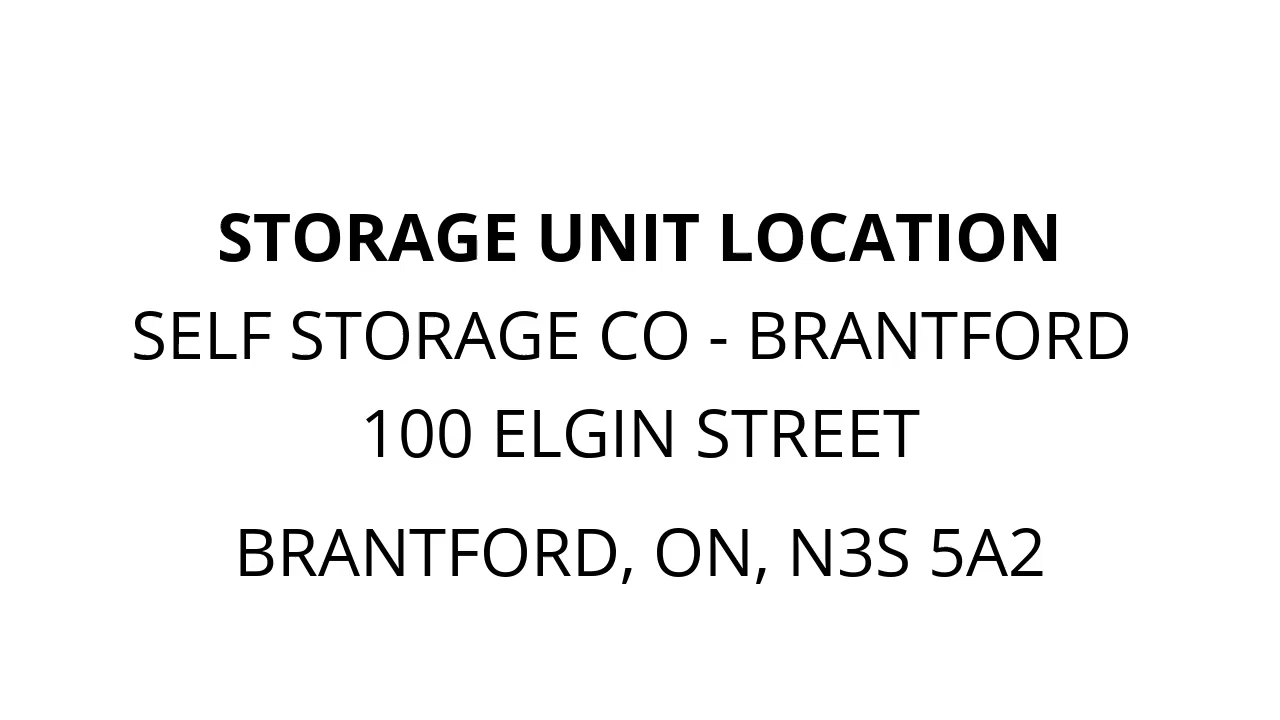 STORAGE UNIT LOCATION
SELF STORAGE CO - BRANTFORD
100 ELGIN STREET
BRANTFORD, ON, N3S 5A2